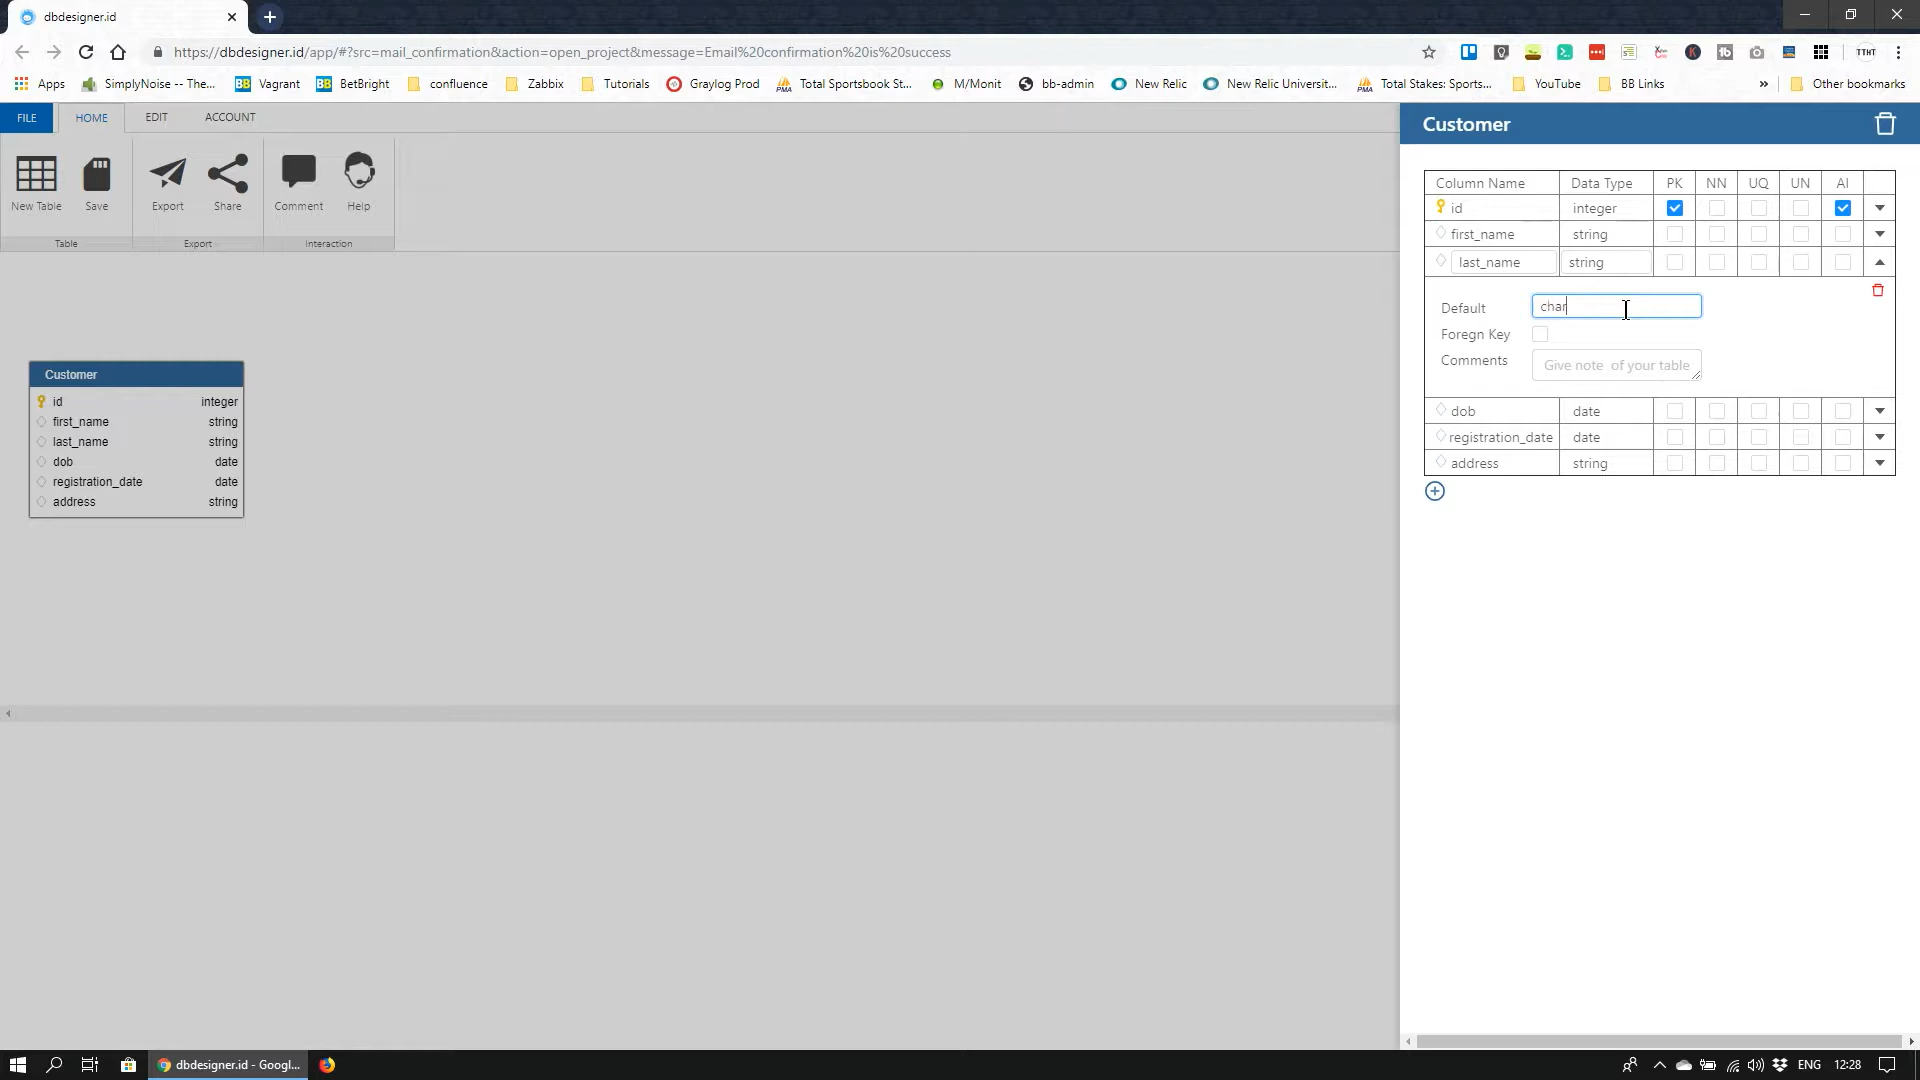 dbdesigner.id
https://dbdesigner.id/app/#?src=mail_confirmation&action=open_project&message=Email%20confirmation%20is%20success
TTHT
Apps
SimplyNoise -- The...
BB Vagrant
BB BetBright
confluence
Zabbix
Tutorials
Graylog Prod
PMA Total Sportsbook St...
M/Monit
bb-admin
New Relic
New Relic Universit...
PMA Total Stakes: Sports...
YouTube
BB Links
»
Other bookmarks
FILE HOME EDIT ACCOUNT
New Table Save Export Share Comment Help
Table Export Interaction
Customer
id integer
first_name string
last_name string
dob date
registration_date date
address string
Customer
Column Name Data Type PK NN UQ UN AI
id integer
first_name string
last_name string
Default char
Foregn Key
Comments Give note of your table
dob date
registration_date date
address string
dbdesigner.id - Googl...
ENG 12:28